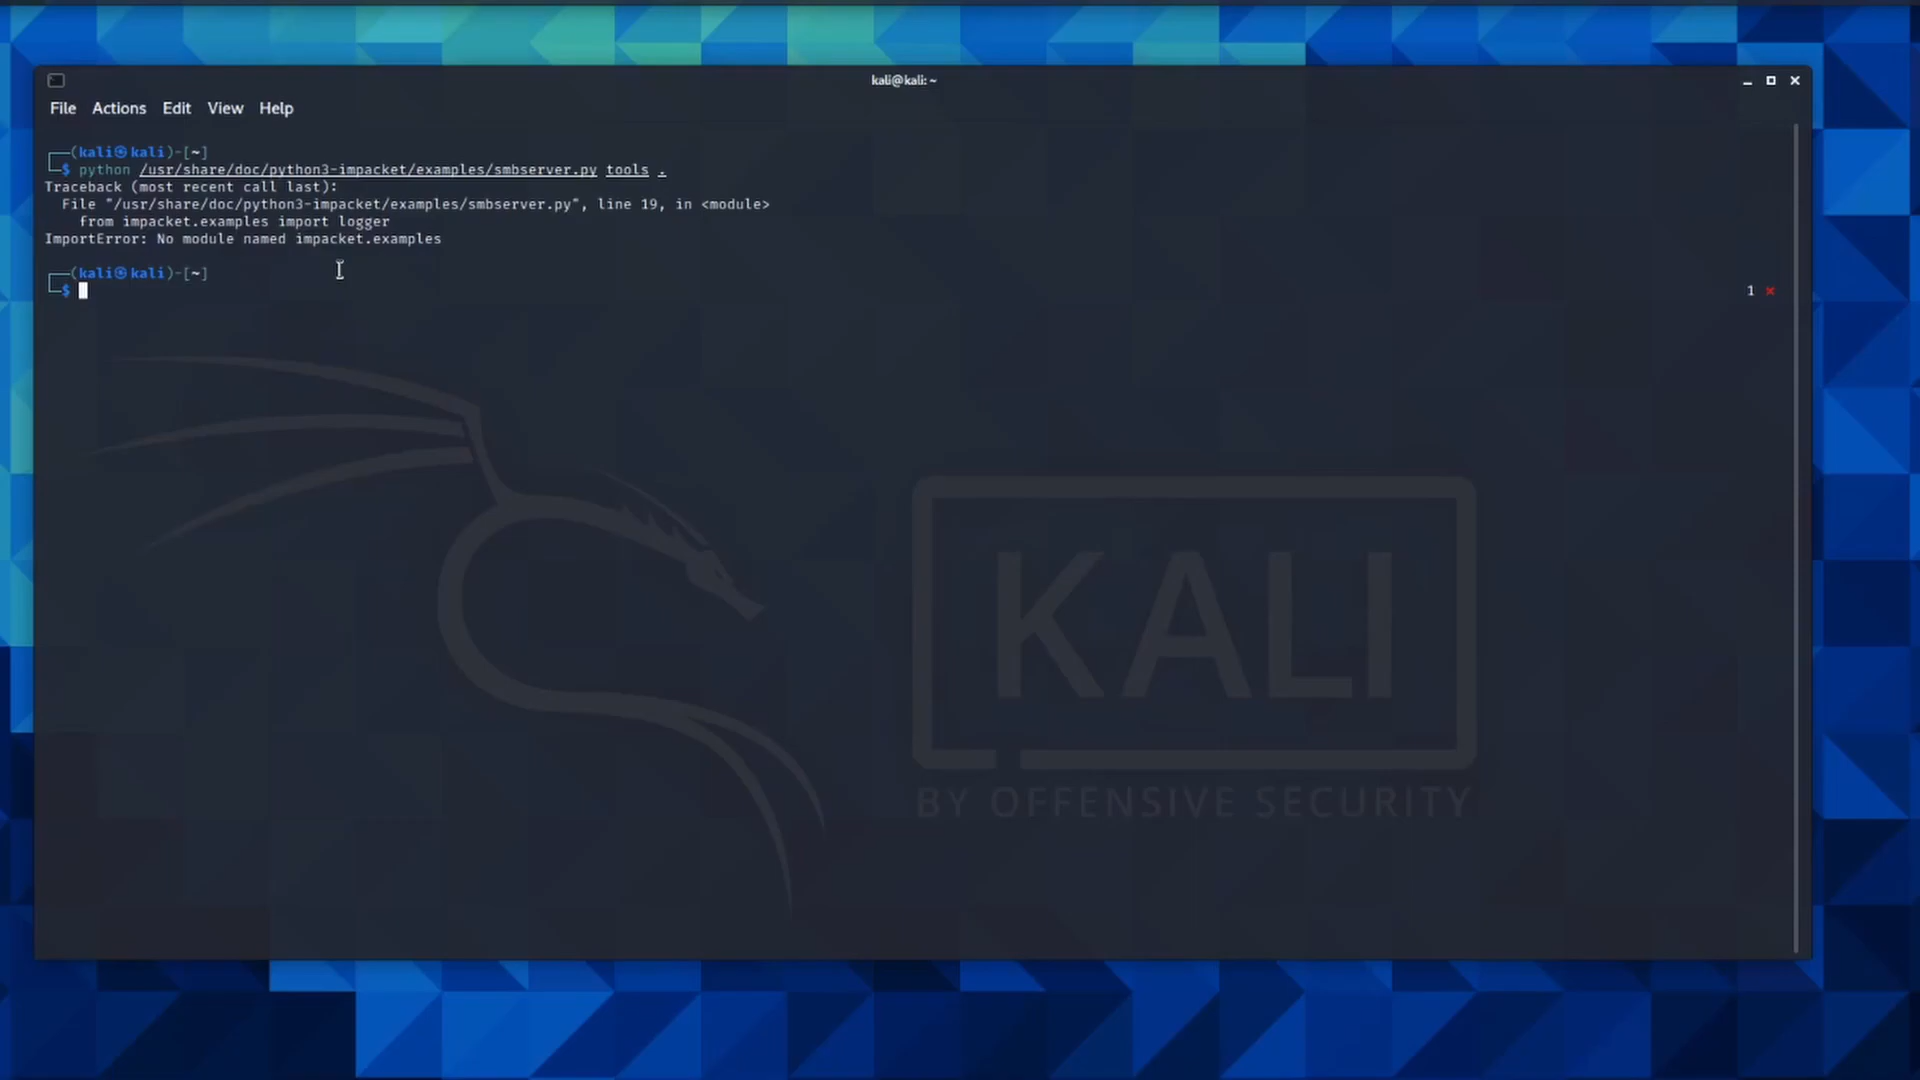 kali@kali: ~
File Actions Edit View Help
┌──(kali㉿kali)-[~]
└─$ python /usr/share/doc/python3-impacket/examples/smbserver.py tools .
Traceback (most recent call last):
File "/usr/share/doc/python3-impacket/examples/smbserver.py", line 19, in <module>
from impacket.examples import logger
ImportError: No module named impacket.examples
┌──(kali㉿kali)-[~]
└─$ 1 ⨯
KALI
BY OFFENSIVE SECURITY